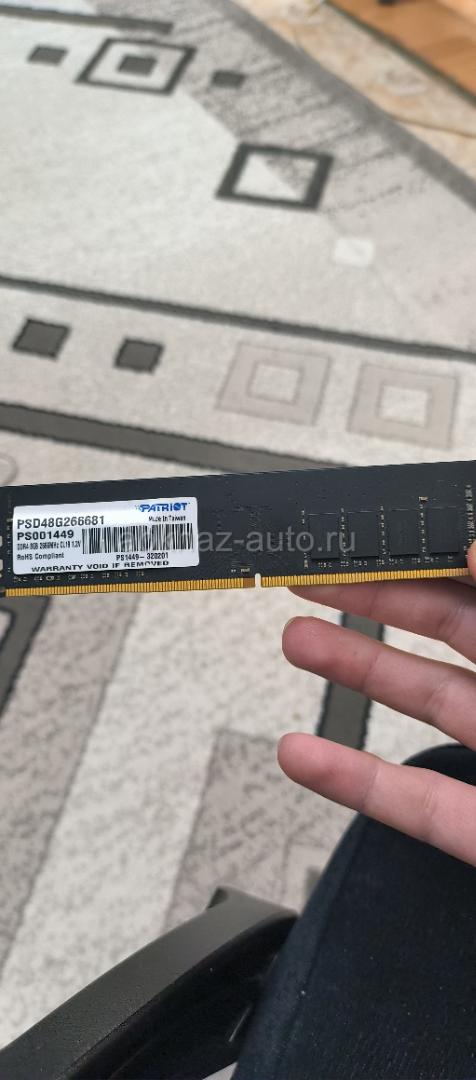 PATRIOT
PSD48G266681
Made in Taiwan
PS001449
DDR4 8GB 2666MHz CL19 1.2V
RoHS Compliant
PS1449-320201
WARRANTY VOID IF REMOVED
az-auto.ru